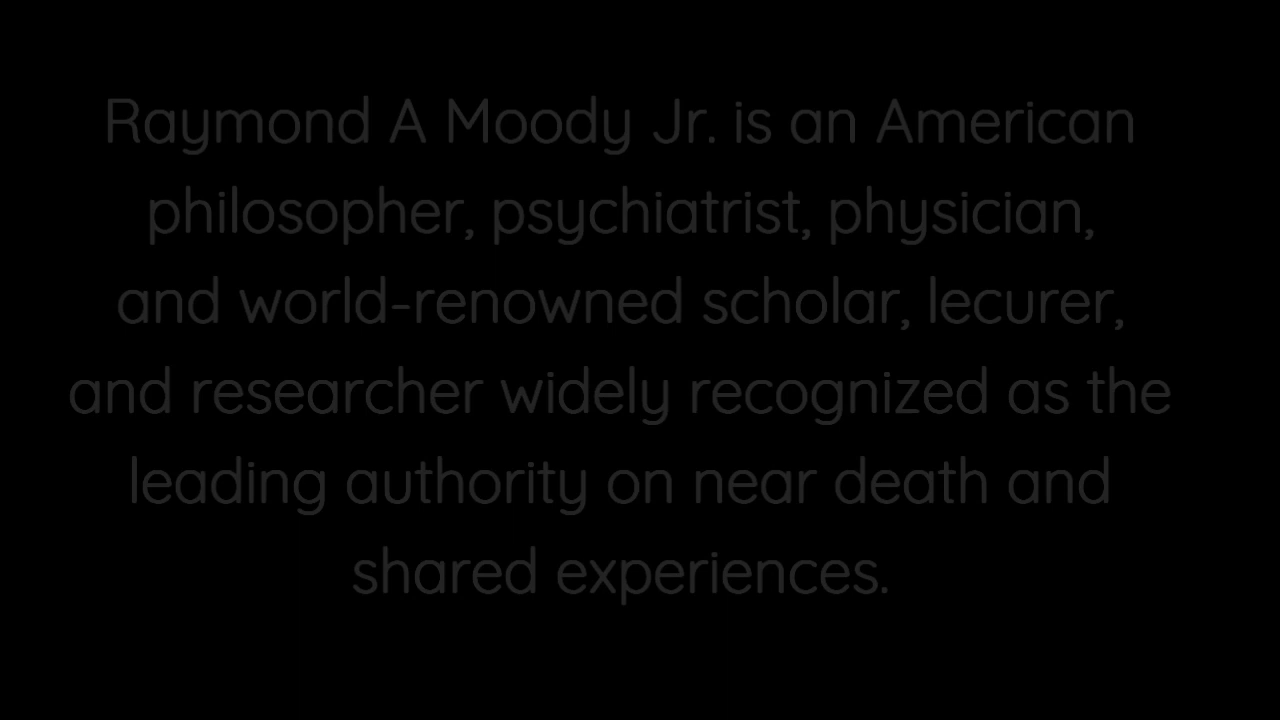 Raymond A Moody Jr. is an American
philosopher, psychiatrist, physician,
and world-renowned scholar, lecurer,
and researcher widely recognized as the
leading authority on near death and
shared experiences.